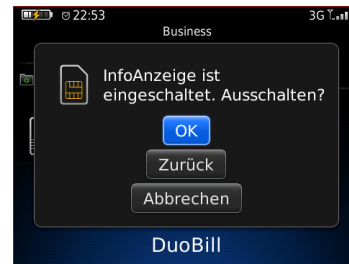 22:53
3G
Business
InfoAnzeige ist
eingeschaltet. Ausschalten?
OK
Zurück
Abbrechen
DuoBill